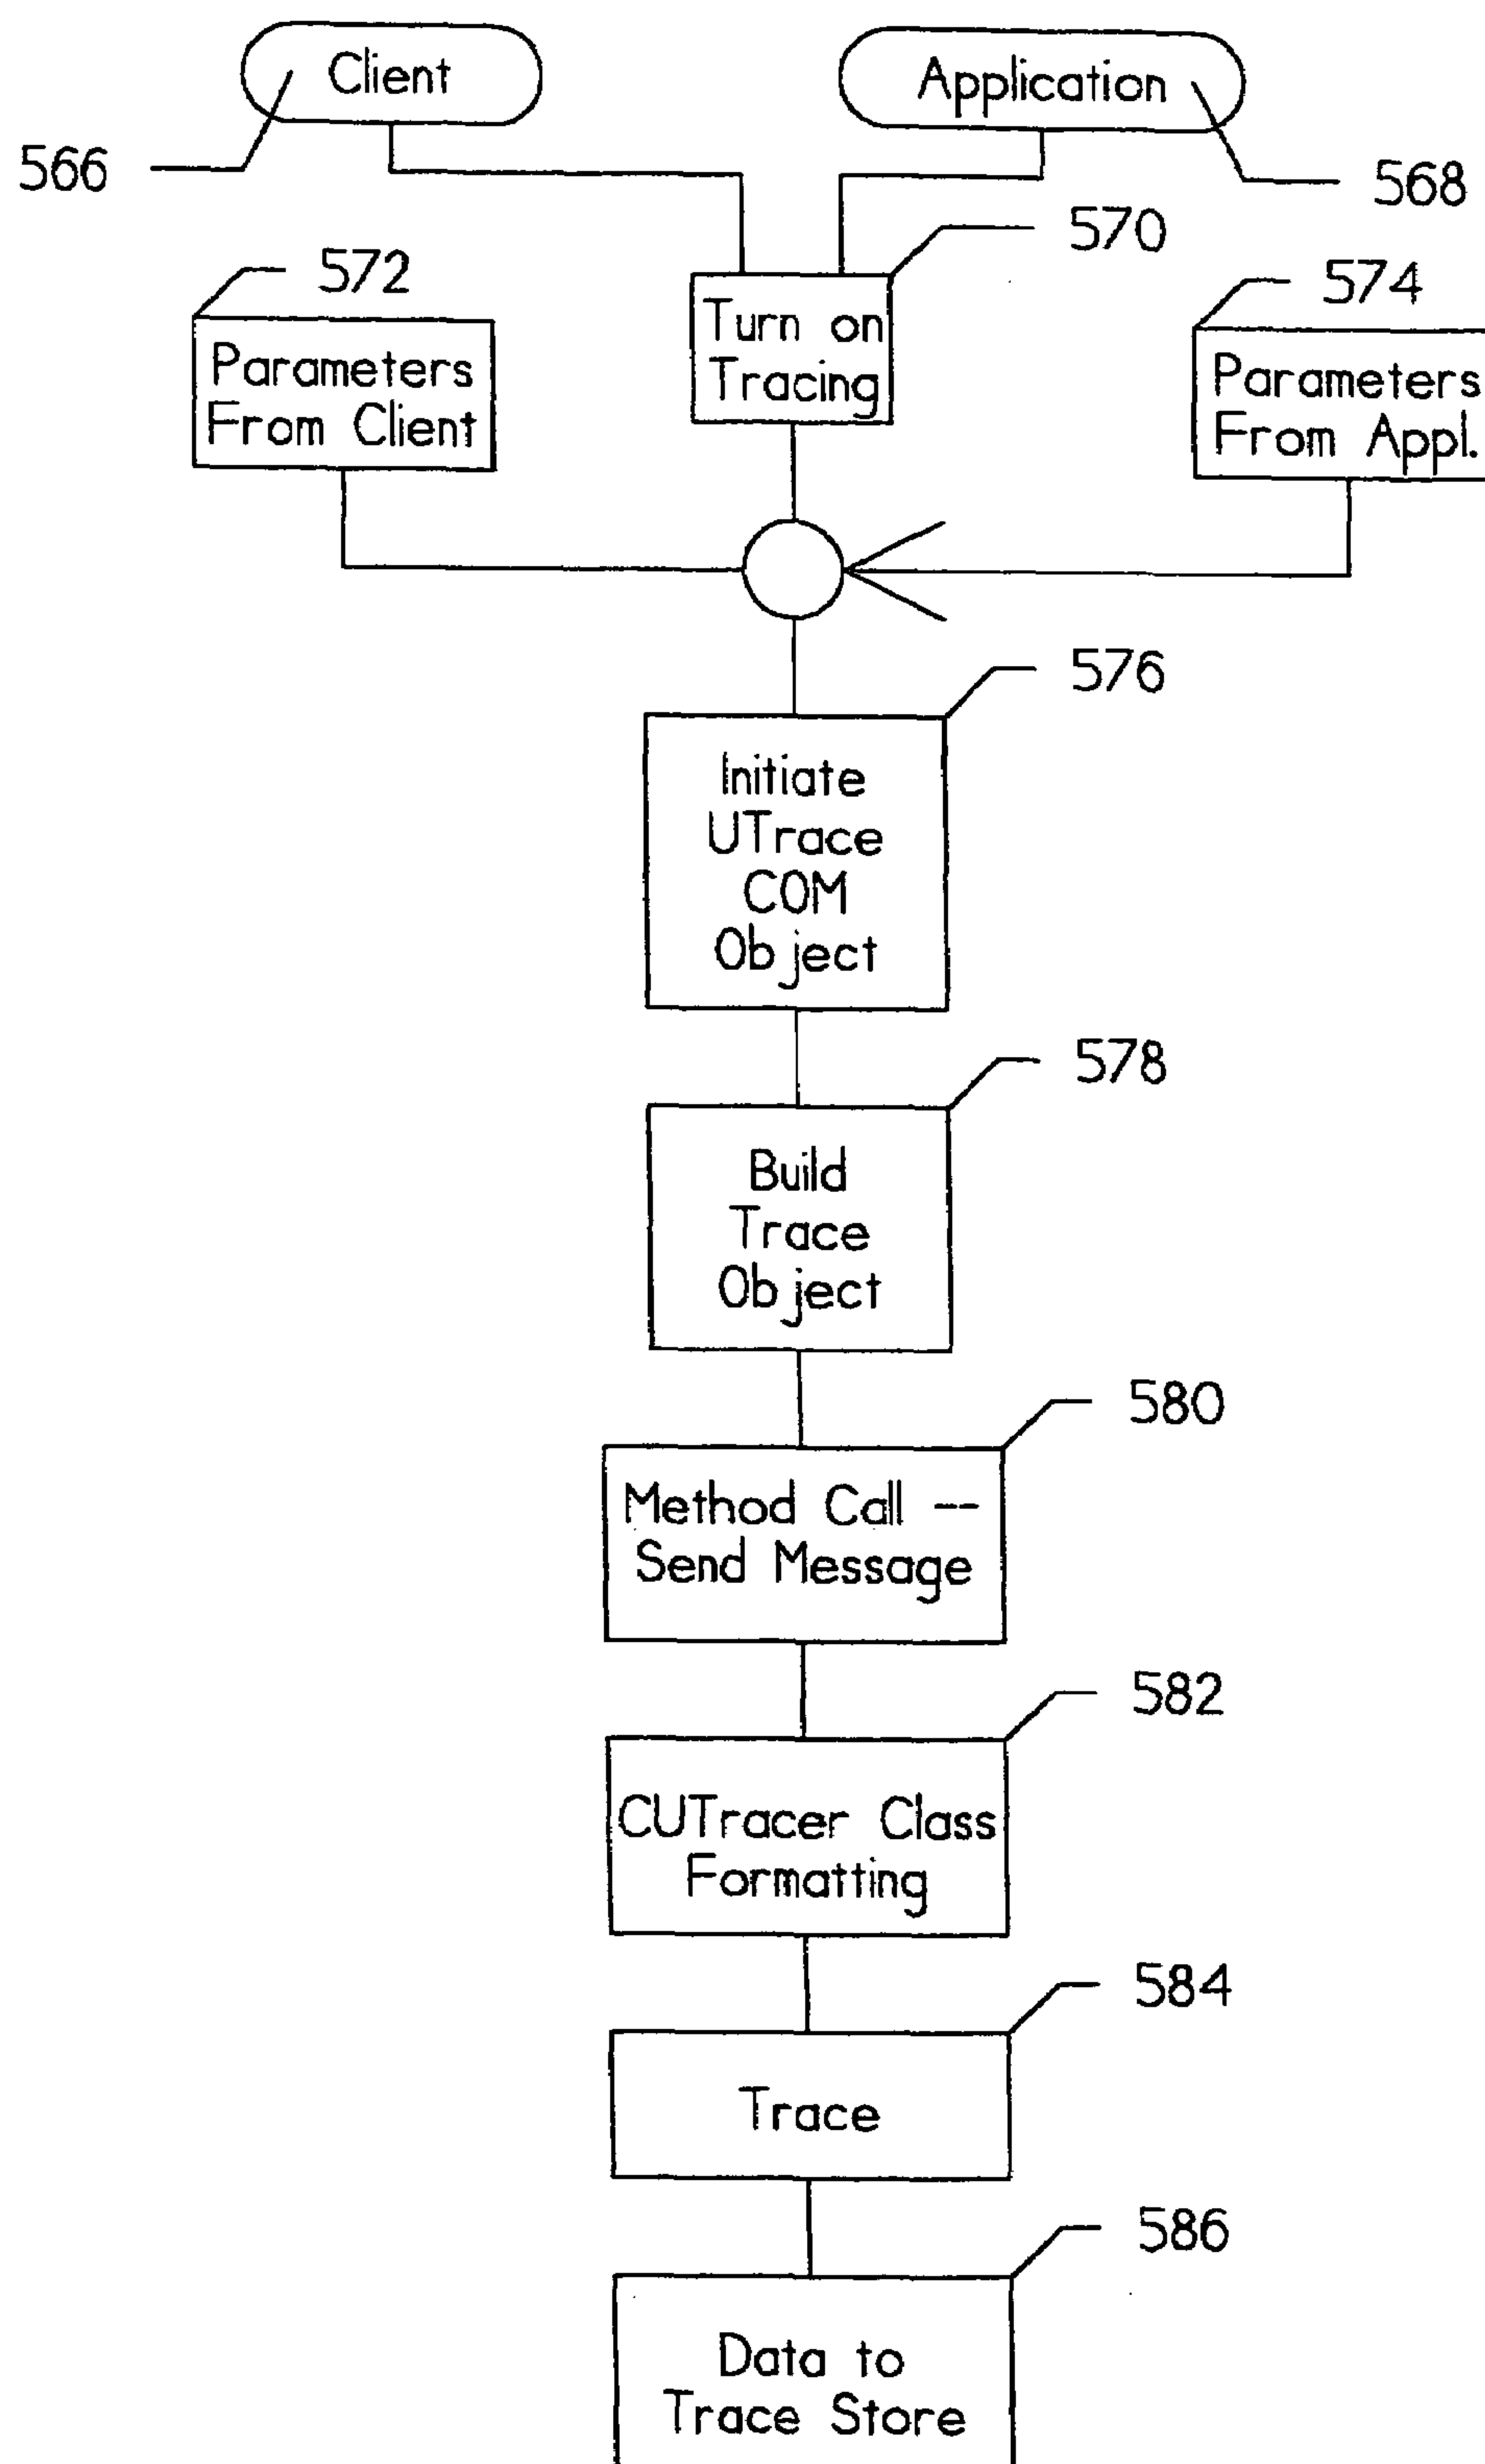 Client
Application
566
568
570
572
574
Turn on
Tracing
Parameters
From Client
Parameters
From Appl.
576
Initiate
UTrace
COM
Object
578
Build
Trace
Object
580
Method Call --
Send Message
582
CUTracer Class
Formatting
584
Trace
586
Data to
Trace Store